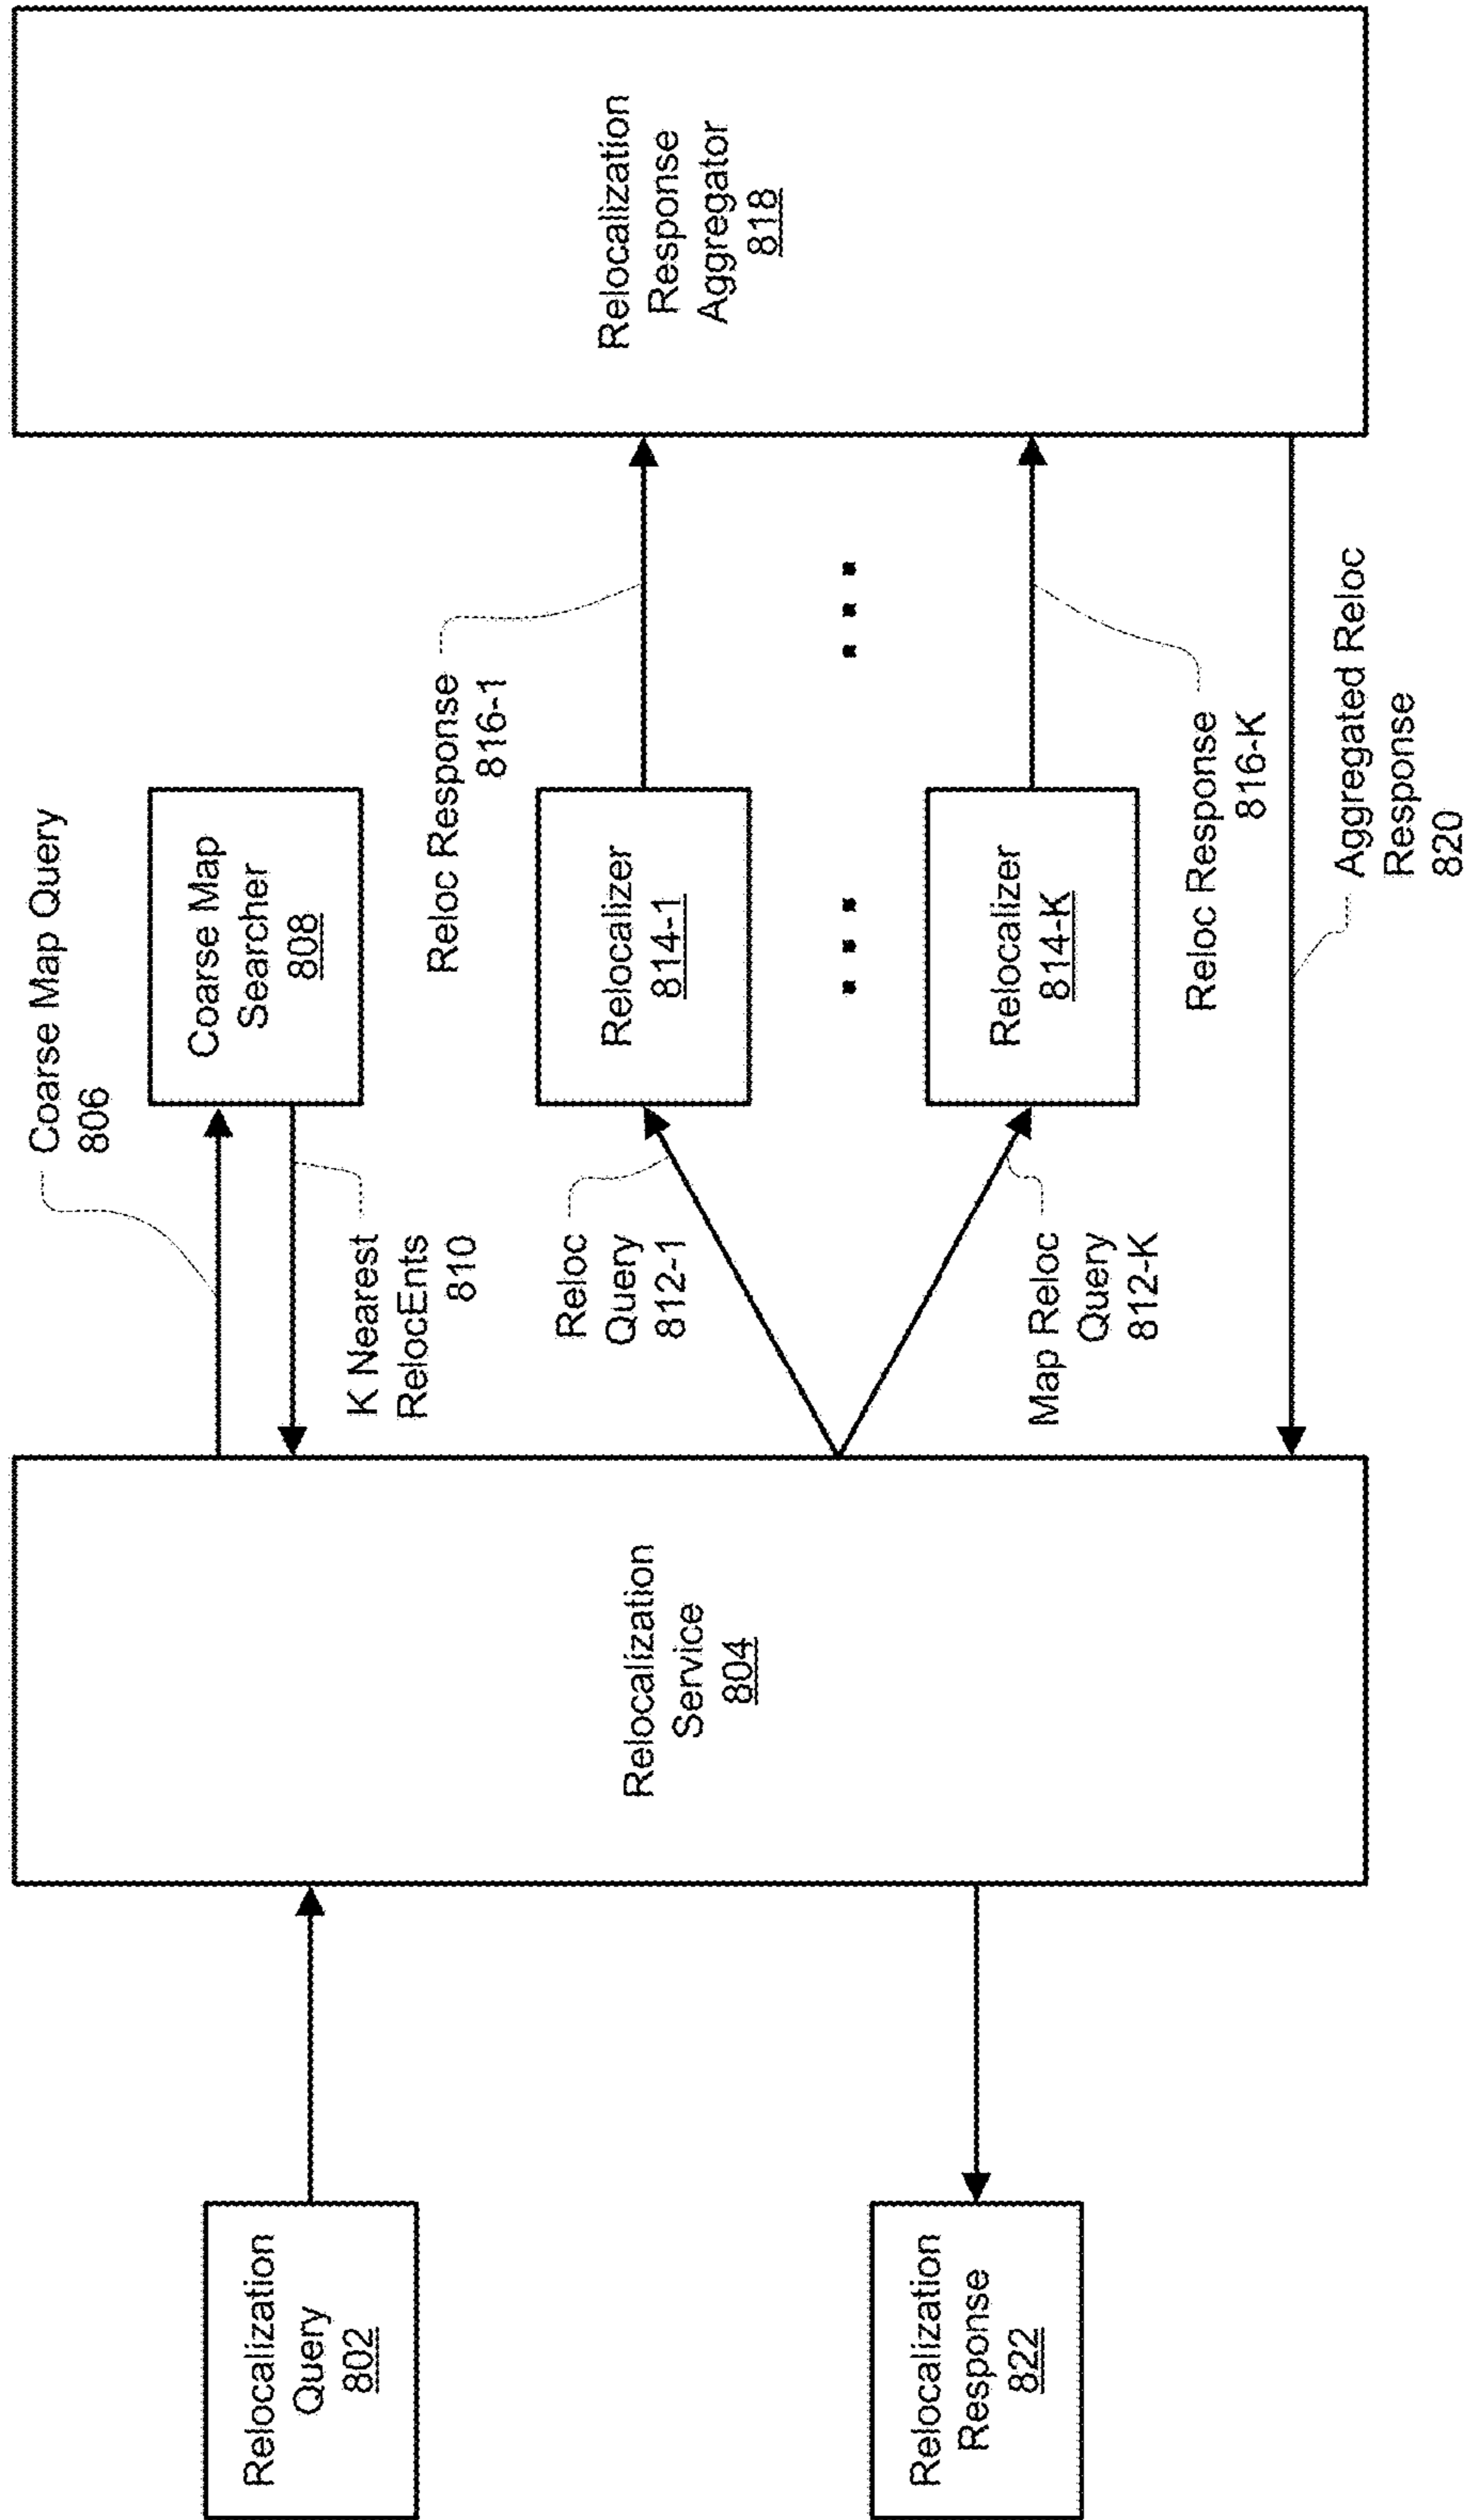 Relocalization
Query
802
Relocalization
Response
822
Relocalization
Service
804
Coarse Map Query
806
K Nearest
RelocEnts
810
Coarse Map
Searcher
808
Reloc
Query
812-1
Map Reloc
Query
812-K
Relocalizer
814-1
Relocalizer
814-K
Reloc Response
816-1
Reloc Response
816-K
Aggregated Reloc
Response
820
Relocalization
Response
Aggregator
818